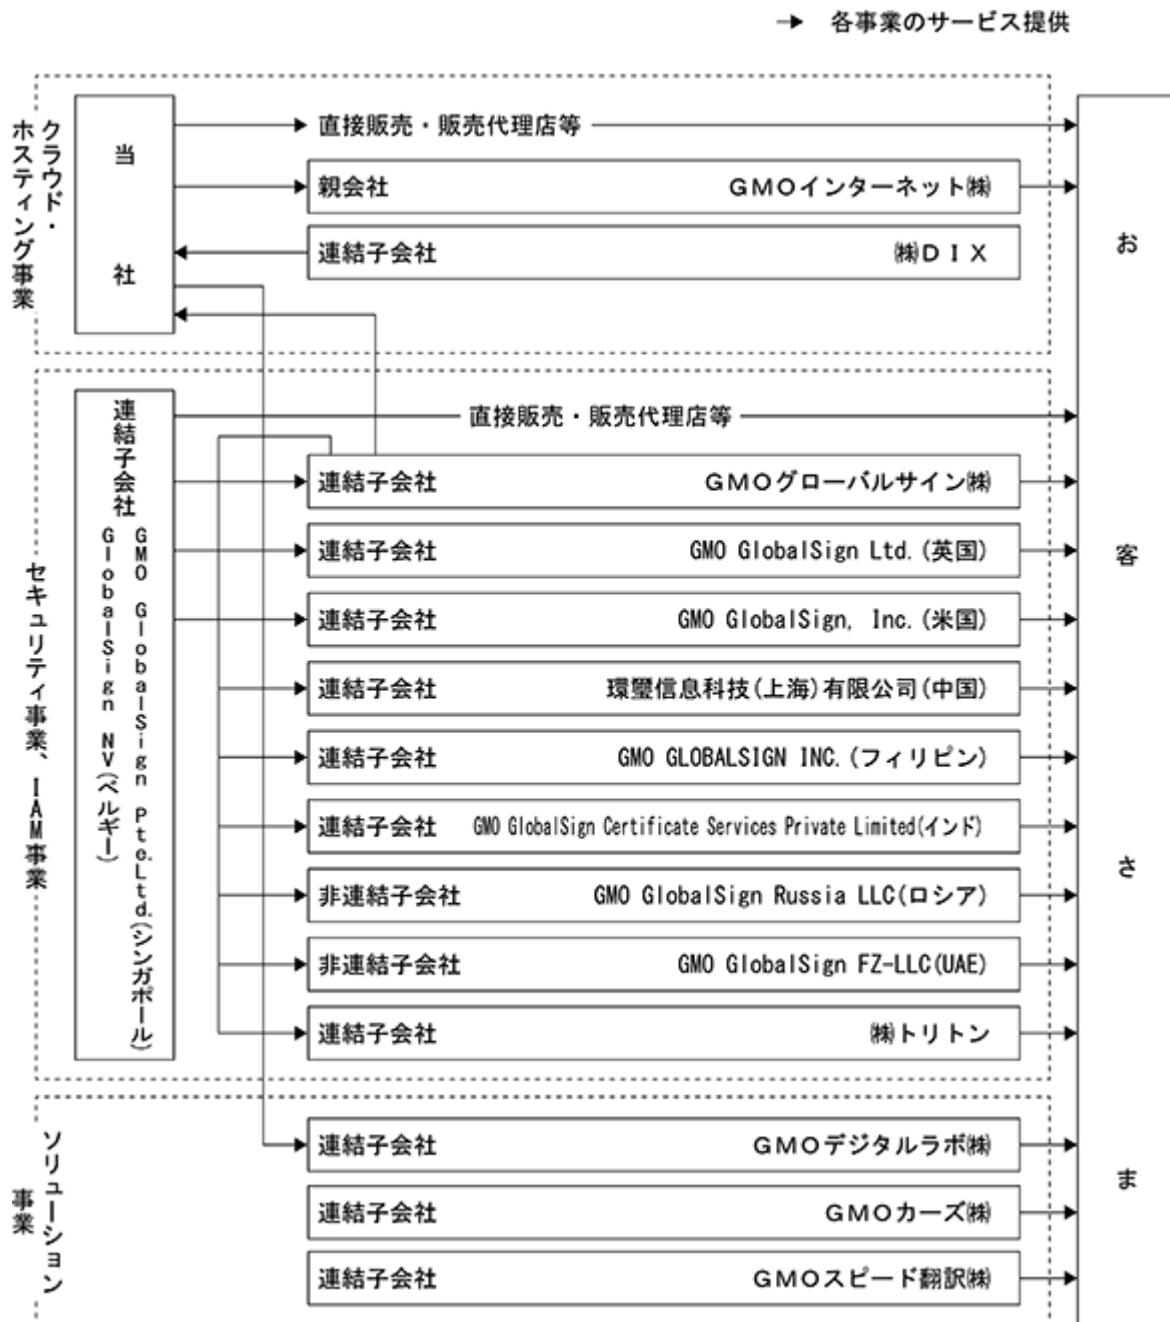 → 各事業のサービス提供
クラウド・
ホスティング事業
当社
直接販売・販売代理店等
親会社 GMOインターネット㈱
連結子会社 ㈱DIX
セキュリティ事業、IAM事業
連結子会社
GMO GlobalSign Pte.Ltd.(シンガポール)
GlobalSign NV(ベルギー)
直接販売・販売代理店等
連結子会社 GMOグローバルサイン㈱
連結子会社 GMO GlobalSign Ltd.(英国)
連結子会社 GMO GlobalSign, Inc.(米国)
連結子会社 環璽信息科技(上海)有限公司(中国)
連結子会社 GMO GLOBALSIGN INC.(フィリピン)
連結子会社 GMO GlobalSign Certificate Services Private Limited(インド)
非連結子会社 GMO GlobalSign Russia LLC(ロシア)
非連結子会社 GMO GlobalSign FZ-LLC(UAE)
連結子会社 ㈱トリトン
ソリューション
事業
連結子会社 GMOデジタルラボ㈱
連結子会社 GMOカーズ㈱
連結子会社 GMOスピード翻訳㈱
お客さま